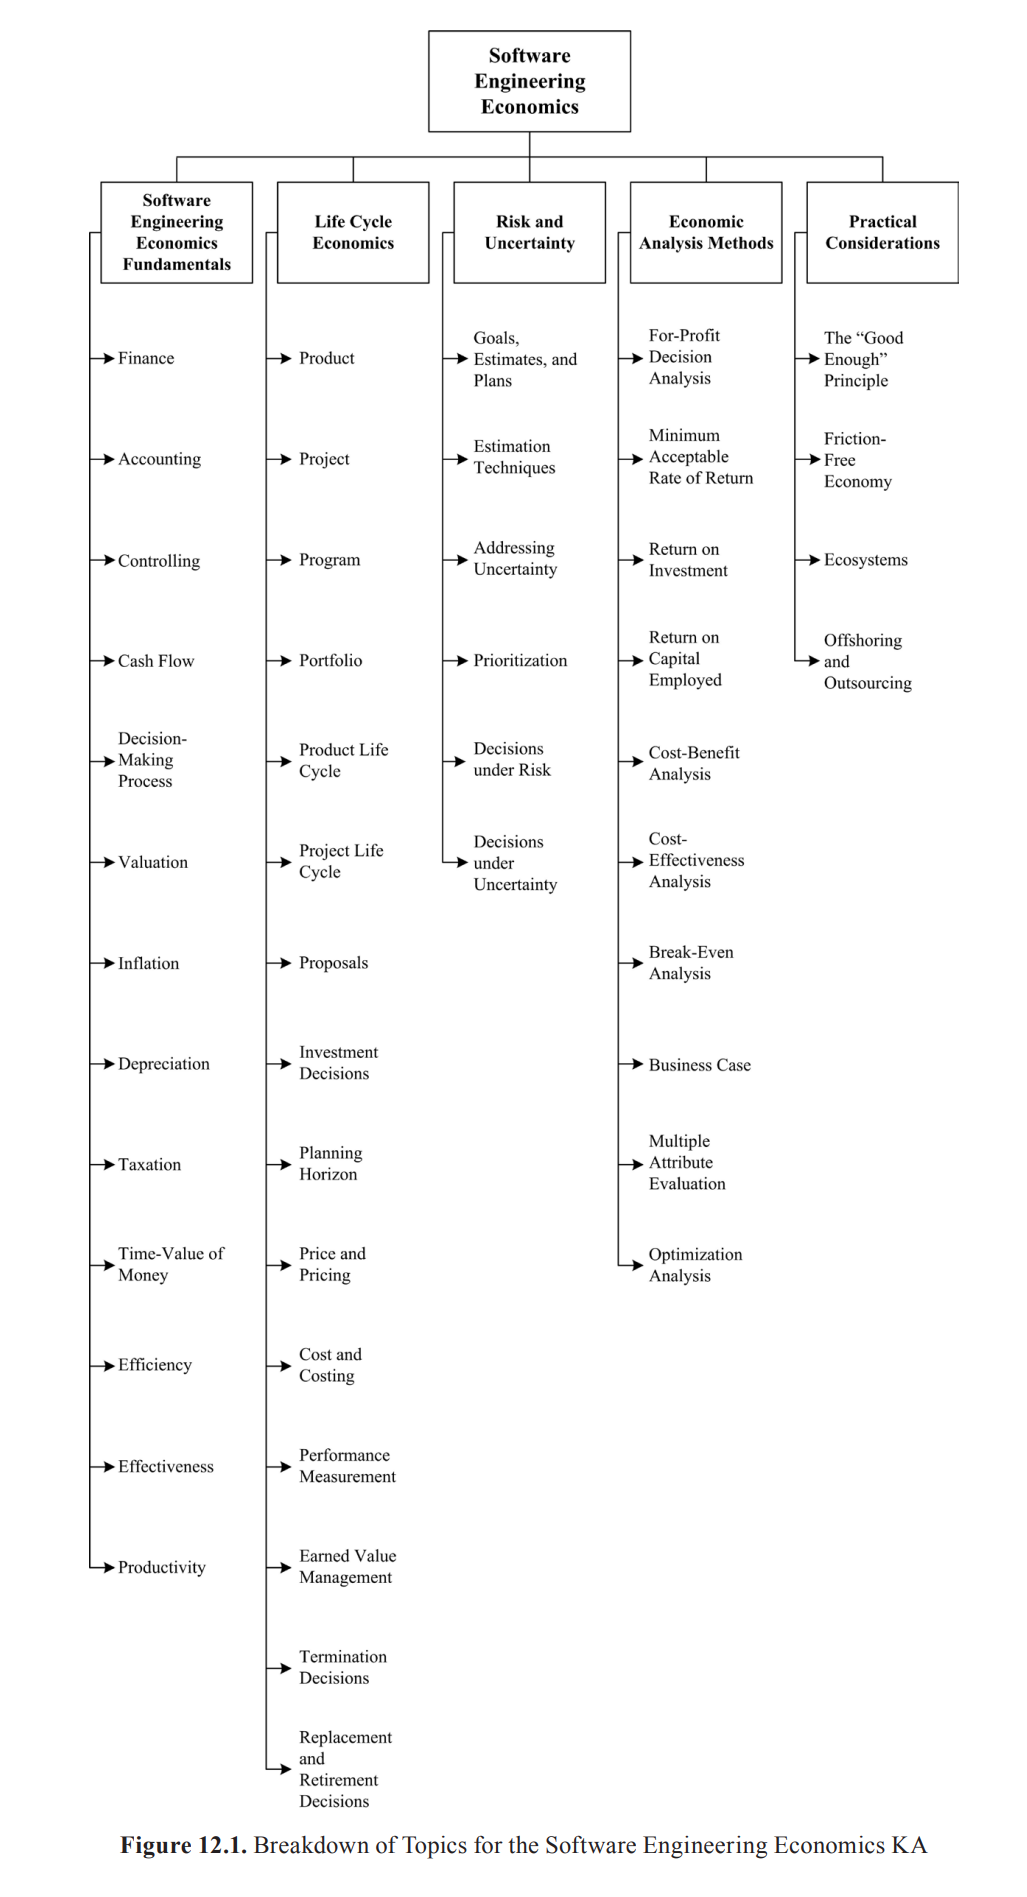 Software
Engineering
Economics
Software
Engineering
Economics
Fundamentals
Finance
Accounting
Controlling
Cash Flow
Decision-
Making
Process
Valuation
Inflation
Depreciation
Taxation
Time-Value of
Money
Efficiency
Effectiveness
Productivity
Life Cycle
Economics
Product
Project
Program
Portfolio
Product Life
Cycle
Project Life
Cycle
Proposals
Investment
Decisions
Planning
Horizon
Price and
Pricing
Cost and
Costing
Performance
Measurement
Earned Value
Management
Termination
Decisions
Replacement
and
Retirement
Decisions
Risk and
Uncertainty
Goals,
Estimates, and
Plans
Estimation
Techniques
Addressing
Uncertainty
Prioritization
Decisions
under Risk
Decisions
under
Uncertainty
Economic
Analysis Methods
For-Profit
Decision
Analysis
Minimum
Acceptable
Rate of Return
Return on
Investment
Return on
Capital
Employed
Cost-Benefit
Analysis
Cost-
Effectiveness
Analysis
Break-Even
Analysis
Business Case
Multiple
Attribute
Evaluation
Optimization
Analysis
Practical
Considerations
The “Good
Enough”
Principle
Friction-
Free
Economy
Ecosystems
Offshoring
and
Outsourcing
Figure 12.1. Breakdown of Topics for the Software Engineering Economics KA